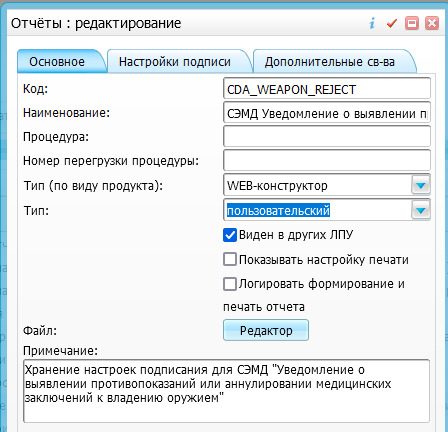 Отчёты : редактирование
Основное Настройки подписи Дополнительные св-ва
Код: CDA_WEAPON_REJECT
Наименование: СЭМД Уведомление о выявлении п
Процедура:
Номер перегрузки процедуры:
Тип (по виду продукта): WEB-конструктор
Тип: пользовательский
Виден в других ЛПУ
Показывать настройку печати
Логировать формирование и
печать отчета
Файл: Редактор
Примечание:
Хранение настроек подписания для СЭМД "Уведомление о
выявлении противопоказаний или аннулировании медицинских
заключений к владению оружием"